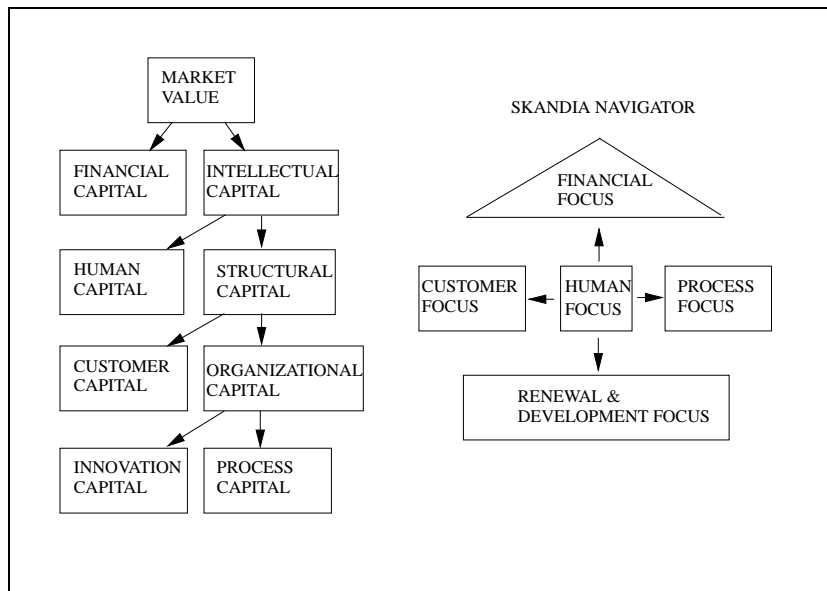 MARKET
VALUE
FINANCIAL
CAPITAL
INTELLECTUAL
CAPITAL
HUMAN
CAPITAL
STRUCTURAL
CAPITAL
CUSTOMER
CAPITAL
ORGANIZATIONAL
CAPITAL
INNOVATION
CAPITAL
PROCESS
CAPITAL
SKANDIA NAVIGATOR
FINANCIAL
FOCUS
CUSTOMER
FOCUS
HUMAN
FOCUS
PROCESS
FOCUS
RENEWAL &
DEVELOPMENT FOCUS